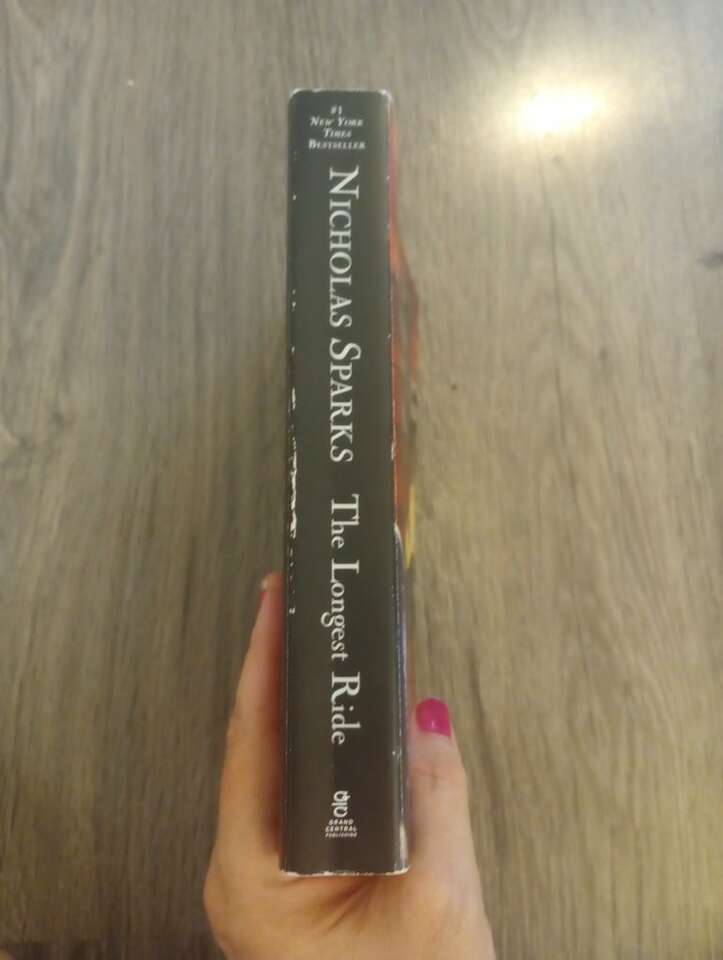 #1
NEW YORK
TIMES
BESTSELLER
NICHOLAS SPARKS The Longest Ride
GRAND
CENTRAL
PUBLISHING